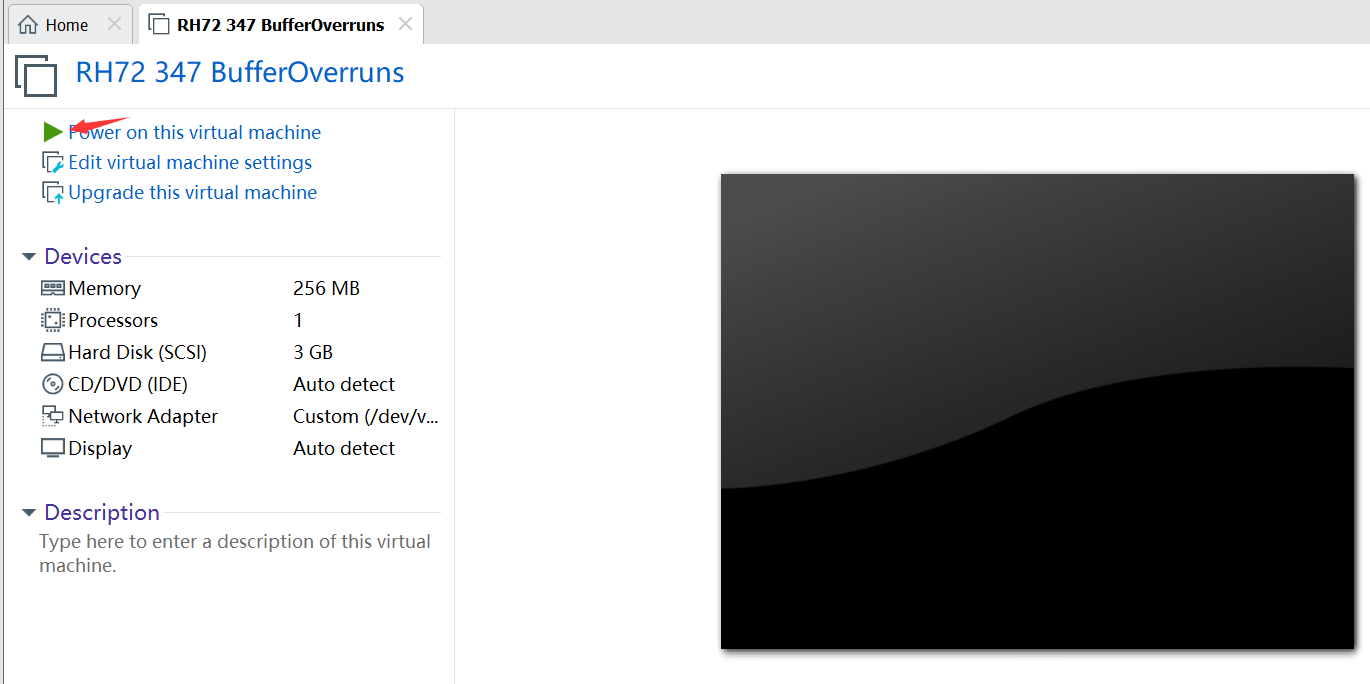 Home
RH72 347 BufferOverruns
RH72 347 BufferOverruns
Power on this virtual machine
Edit virtual machine settings
Upgrade this virtual machine
Devices
Memory 256 MB
Processors 1
Hard Disk (SCSI) 3 GB
CD/DVD (IDE) Auto detect
Network Adapter Custom (/dev/v...
Display Auto detect
Description
Type here to enter a description of this virtual
machine.